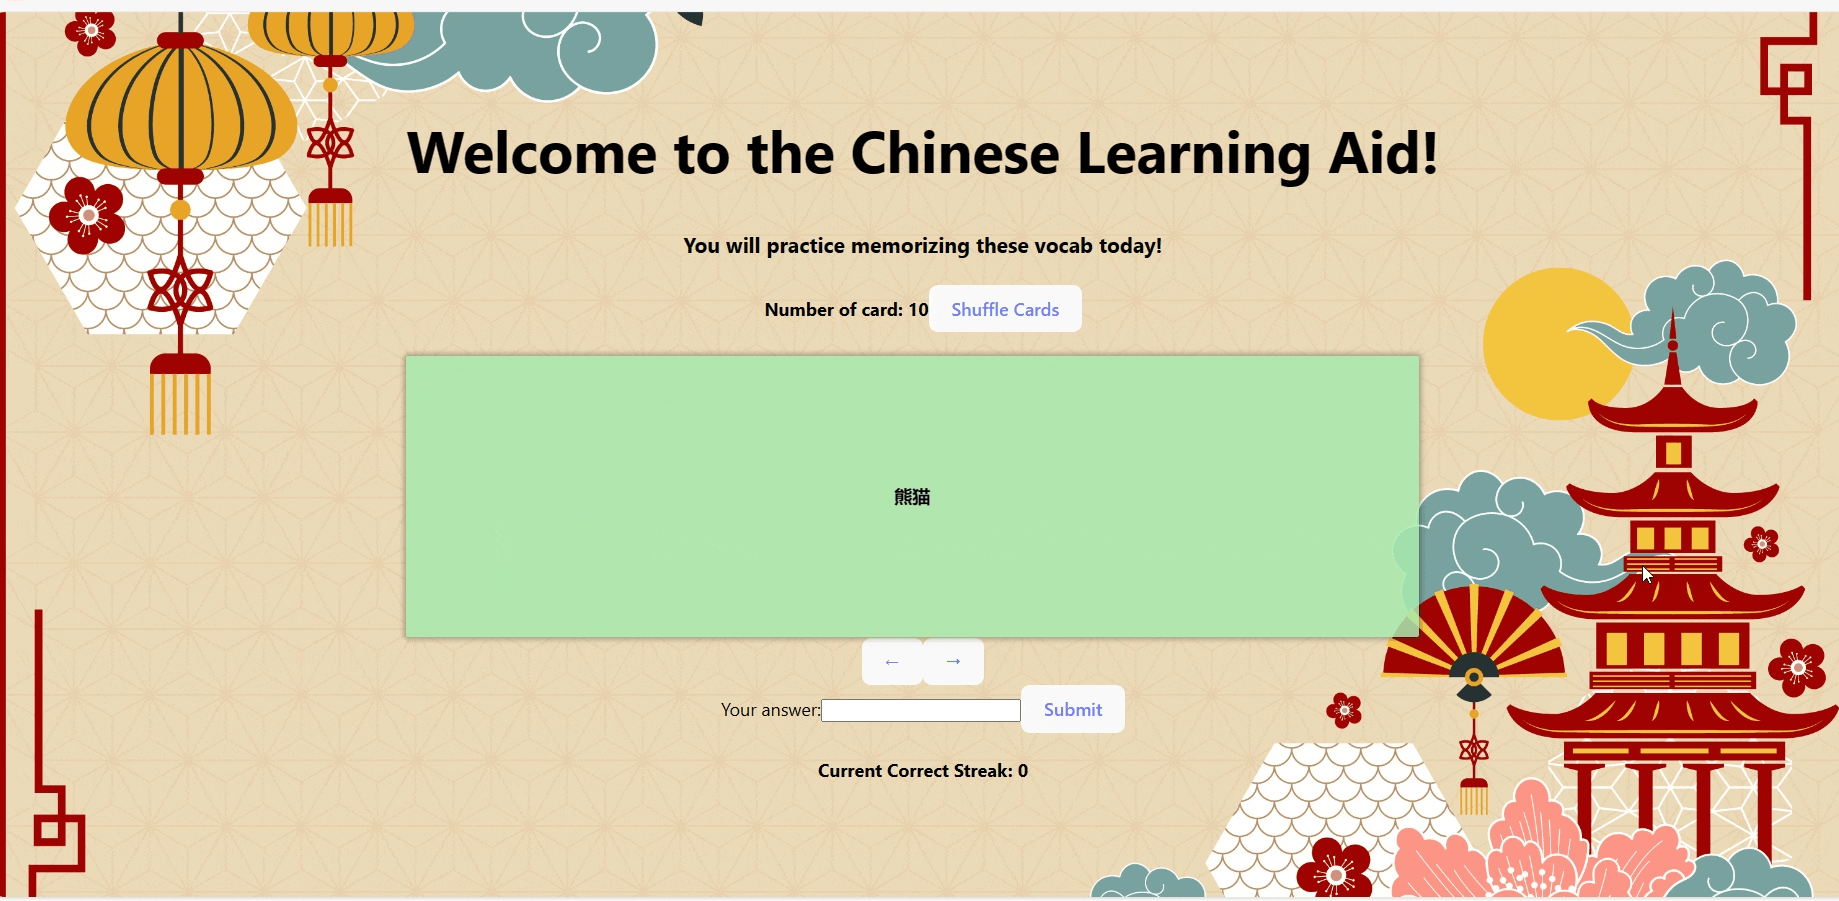 Welcome to the Chinese Learning Aid!
You will practice memorizing these vocab today!
Number of card: 10 Shuffle Cards
熊猫
← →
Your answer: Submit
Current Correct Streak: 0